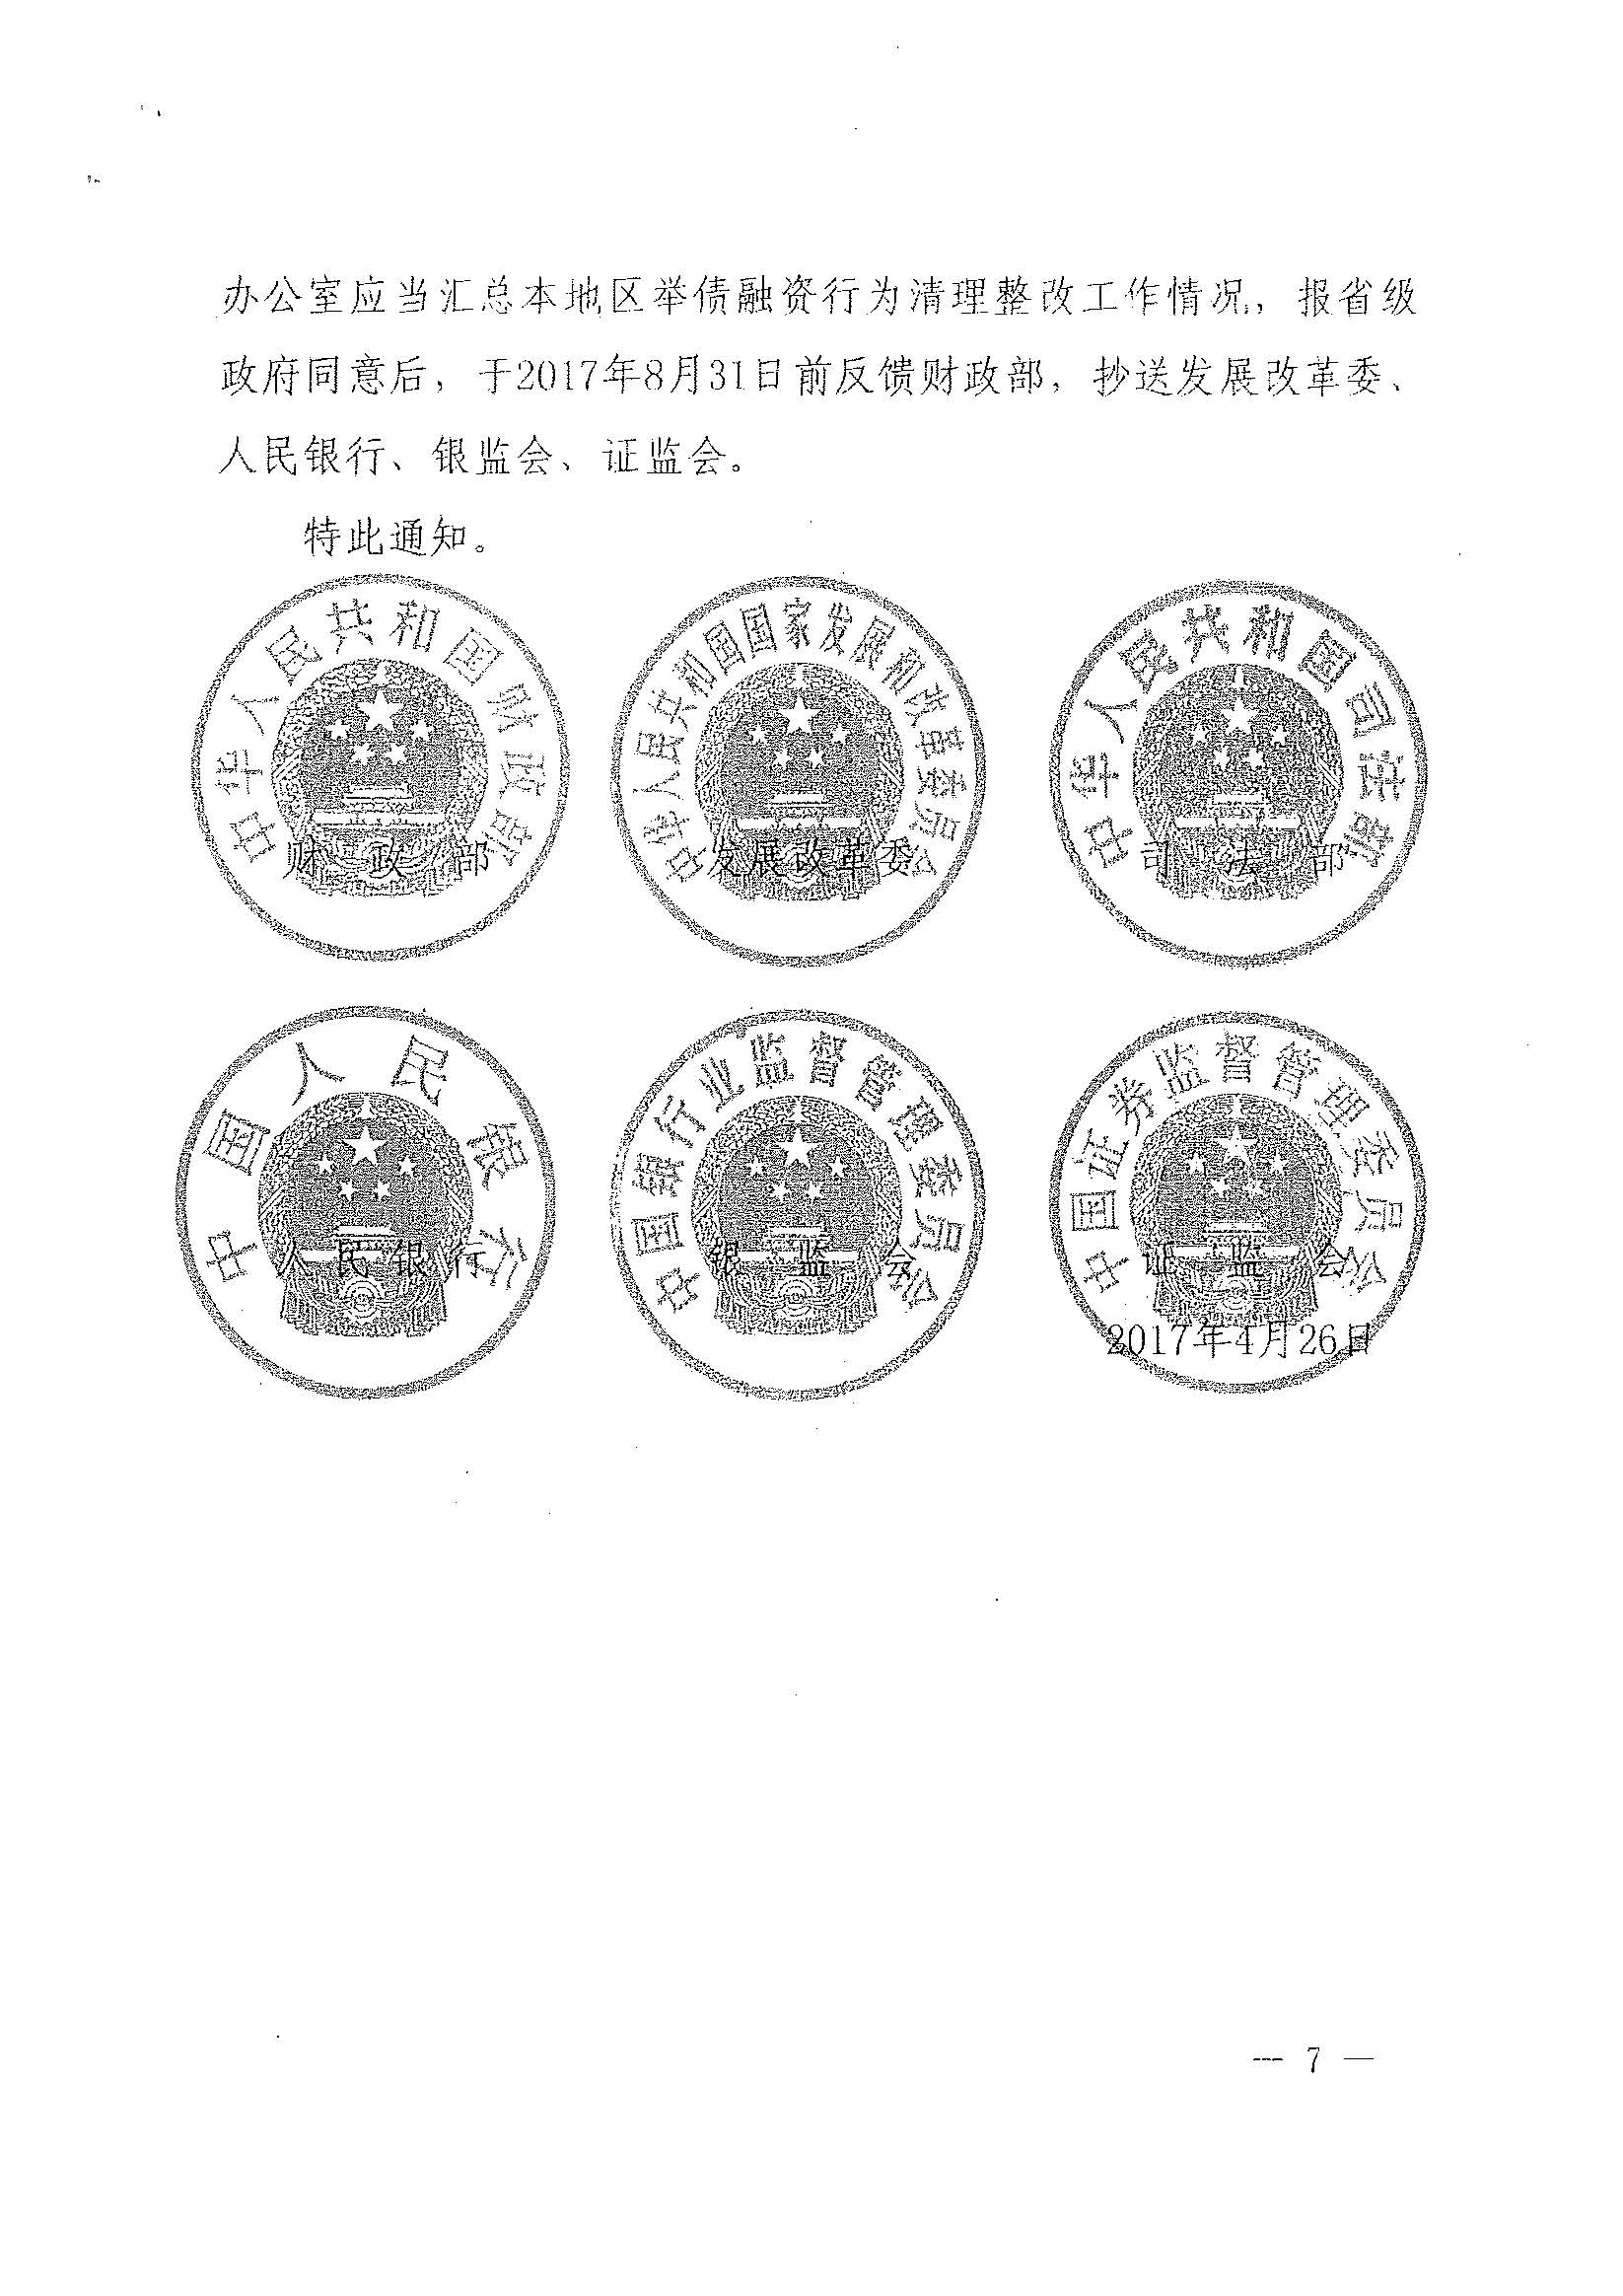 办公室应当汇总本地区举债融资行为清理整改工作情况，报省级
政府同意后，于2017年8月31日前反馈财政部，抄送发展改革委、
人民银行、银监会、证监会。
特此通知。
中华人民共和国财政部
财政部
中华人民共和国国家发展和改革委员会
发展改革委
中华人民共和国司法部
司法部
中国人民银行
人民银行
中国银行业监督管理委员会
银监会
中国证券监督管理委员会
证监会
2017年4月26日
— 7 —